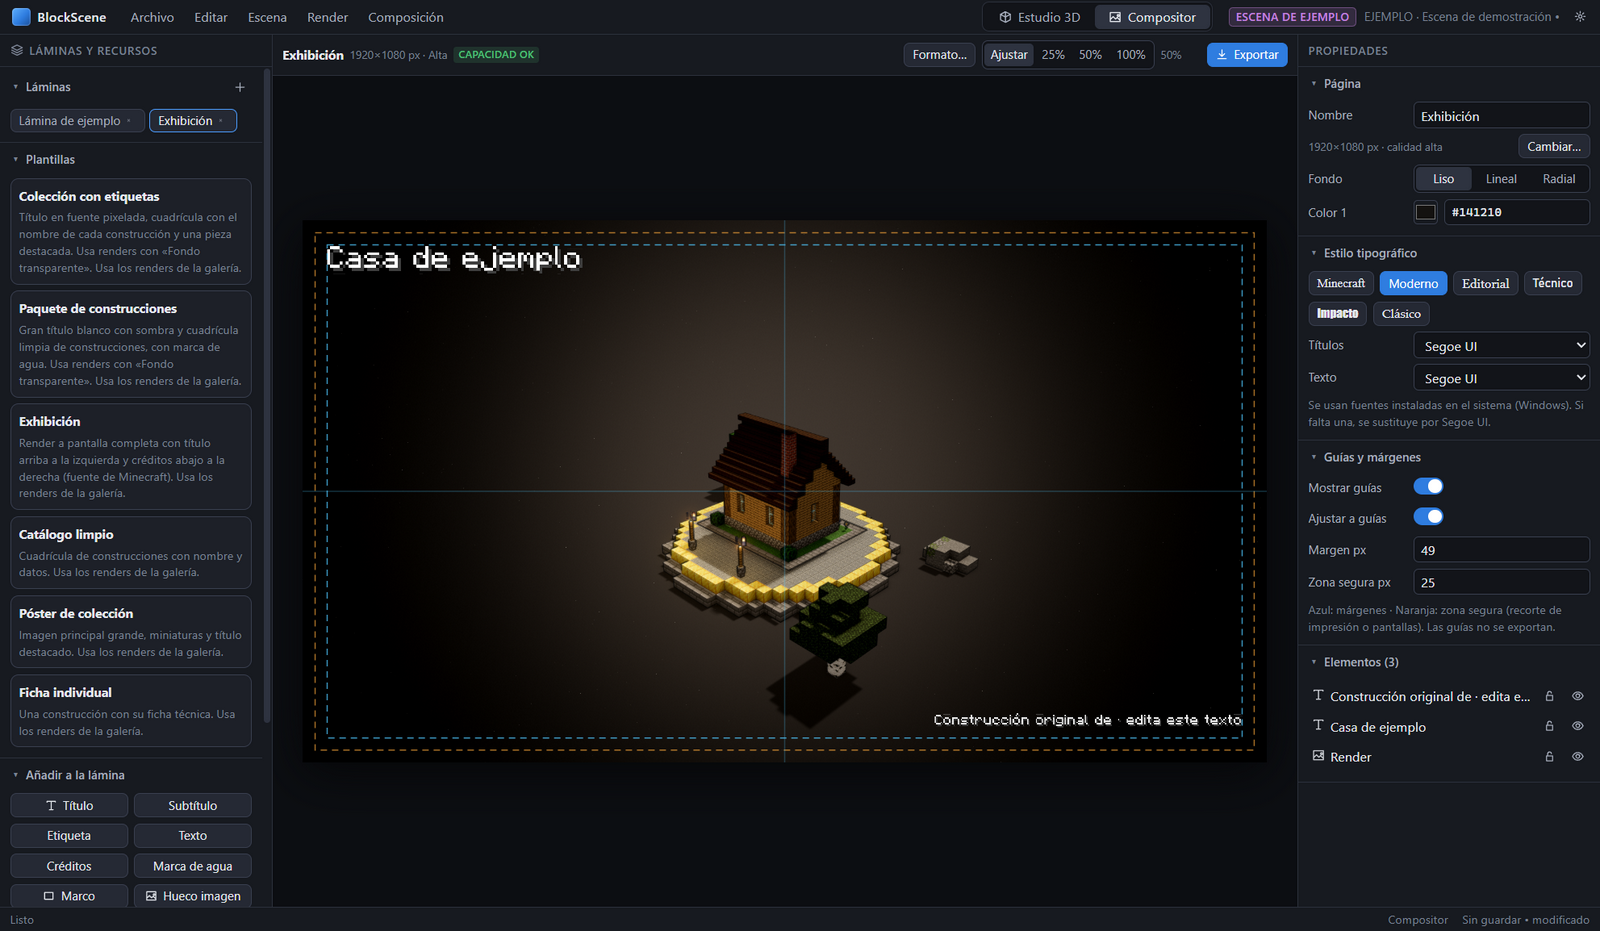 BlockScene
Archivo
Editar
Escena
Render
Composición
Estudio 3D
Compositor
ESCENA DE EJEMPLO
EJEMPLO · Escena de demostración •
LÁMINAS Y RECURSOS
Exhibición
1920×1080 px · Alta
CAPACIDAD OK
Formato...
Ajustar
25%
50%
100%
50%
Exportar
PROPIEDADES
Láminas
Lámina de ejemplo
Exhibición
Plantillas
Colección con etiquetas
Título en fuente pixelada, cuadrícula con el
nombre de cada construcción y una pieza
destacada. Usa renders con «Fondo
transparente». Usa los renders de la galería.
Paquete de construcciones
Gran título blanco con sombra y cuadrícula
limpia de construcciones, con marca de
agua. Usa renders con «Fondo
transparente». Usa los renders de la galería.
Exhibición
Render a pantalla completa con título
arriba a la izquierda y créditos abajo a la
derecha (fuente de Minecraft). Usa los
renders de la galería.
Catálogo limpio
Cuadrícula de construcciones con nombre y
datos. Usa los renders de la galería.
Póster de colección
Imagen principal grande, miniaturas y título
destacado. Usa los renders de la galería.
Ficha individual
Una construcción con su ficha técnica. Usa
los renders de la galería.
Añadir a la lámina
Título
Subtítulo
Etiqueta
Texto
Créditos
Marca de agua
Marco
Hueco imagen
Casa de ejemplo
Construcción original de · edita este texto
Página
Nombre
Exhibición
1920×1080 px · calidad alta
Cambiar...
Fondo
Liso
Lineal
Radial
Color 1
#141210
Estilo tipográfico
Minecraft
Moderno
Editorial
Técnico
Impacto
Clásico
Títulos
Segoe UI
Texto
Segoe UI
Se usan fuentes instaladas en el sistema (Windows). Si
falta una, se sustituye por Segoe UI.
Guías y márgenes
Mostrar guías
Ajustar a guías
Margen px
49
Zona segura px
25
Azul: márgenes · Naranja: zona segura (recorte de
impresión o pantallas). Las guías no se exportan.
Elementos (3)
Construcción original de · edita e...
Casa de ejemplo
Render
Listo
Compositor
Sin guardar • modificado